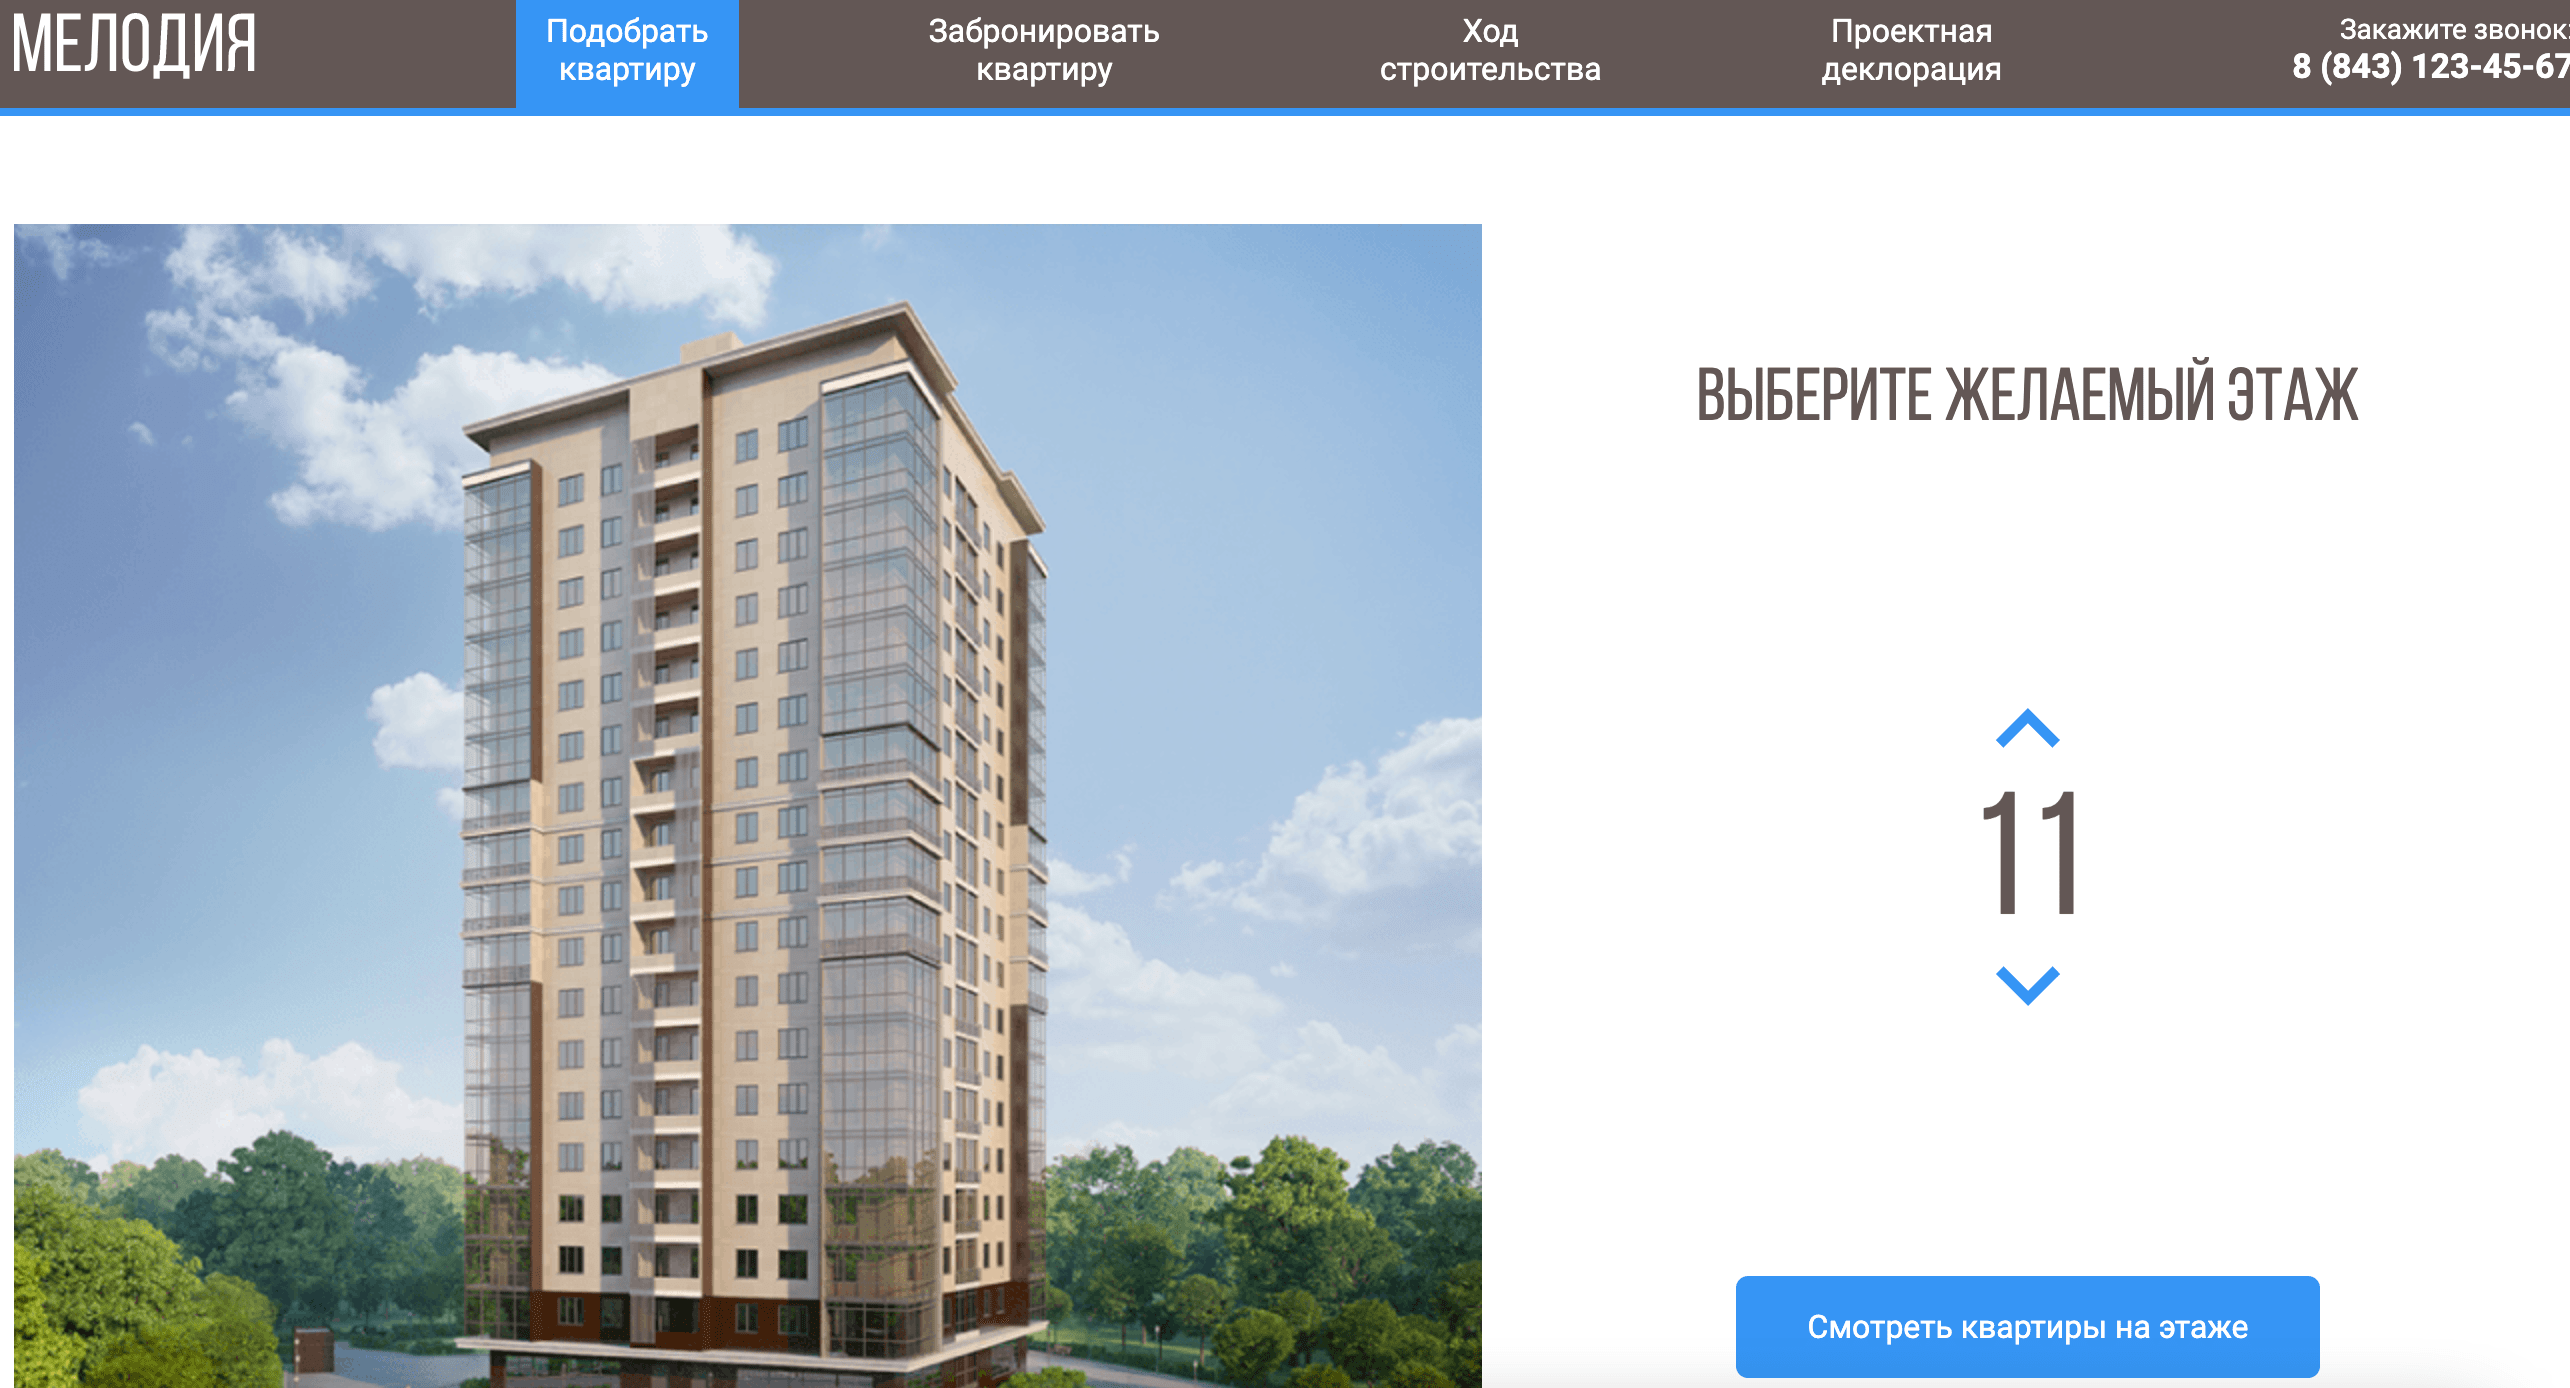 МЕЛОДИЯ
Подобрать
квартиру
Забронировать
квартиру
Ход
строительства
Проектная
деклорация
Закажите звонок:
8 (843) 123-45-67
ВЫБЕРИТЕ ЖЕЛАЕМЫЙ ЭТАЖ
11
Смотреть квартиры на этаже